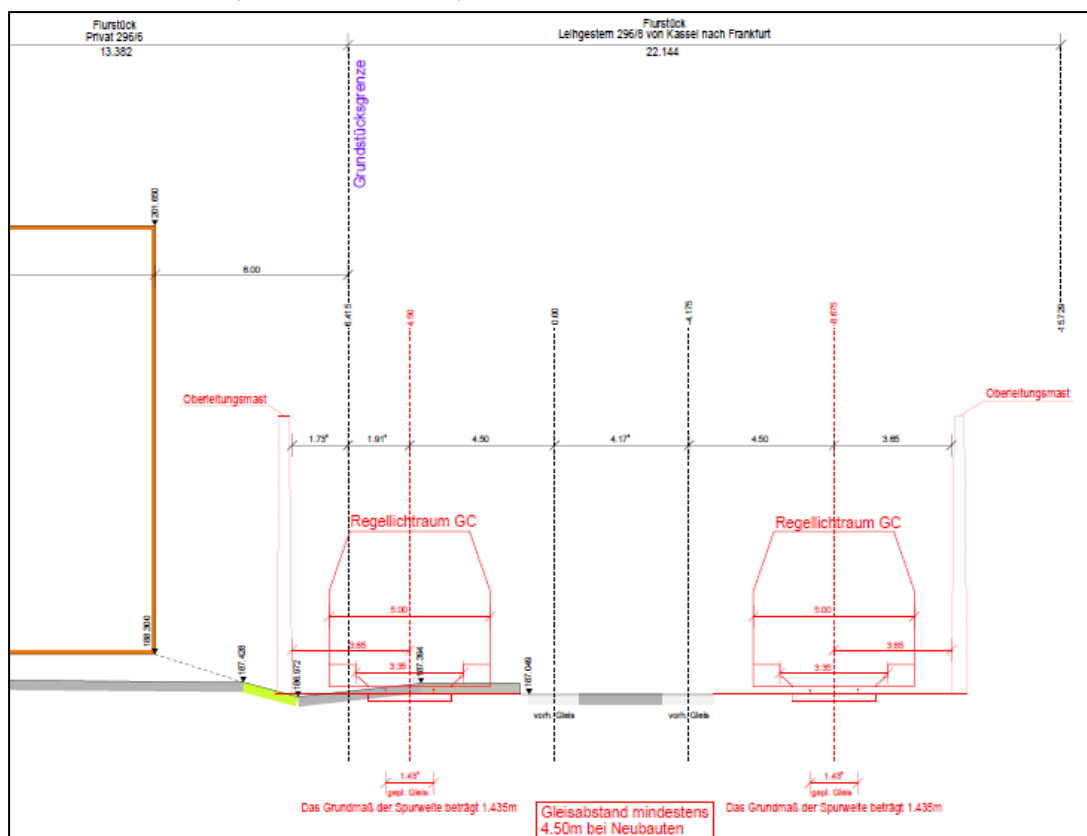 Flurstück
Privat 296/6
13.382
Flurstück
Leihgestern 296/8 von Kassel nach Frankfurt
22.144
Grundstücksgrenze
201.650
6.00
6.415
4.50
0.00
-4.175
-8.675
-15.729
Oberleitungsmast
Oberleitungsmast
1.73⁵
1.91⁵
4.50
4.17⁵
4.50
3.65
Regellichtraum GC
Regellichtraum GC
5.00
5.00
3.65
3.65
3.35
3.35
188.300
187.428
186.972
187.394
187.049
vorh. Gleis
vorh. Gleis
1.43⁵
gepl. Gleis
1.43⁵
gepl. Gleis
Das Grundmaß der Spurweite beträgt 1.435m
Das Grundmaß der Spurweite beträgt 1.435m
Gleisabstand mindestens
4.50m bei Neubauten